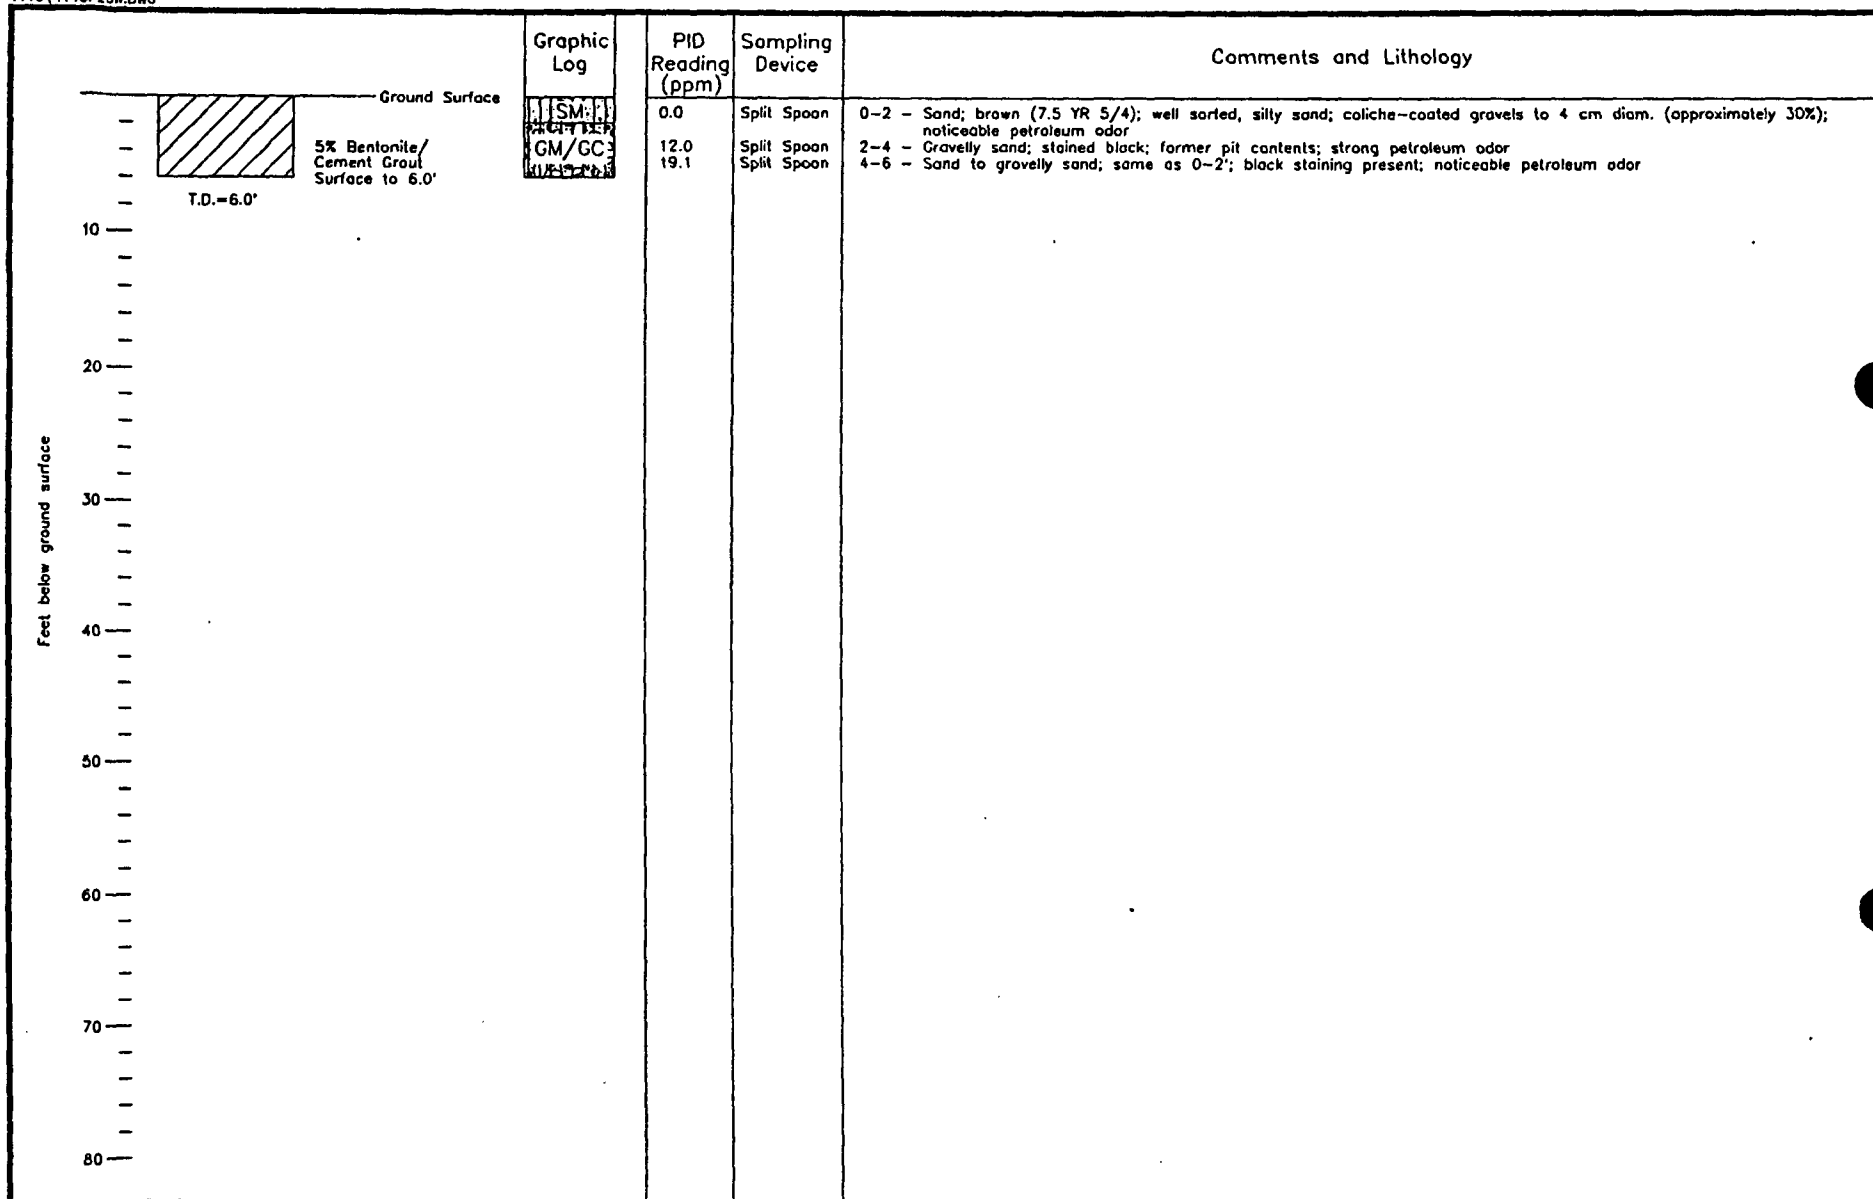 Graphic Log
PID Reading (ppm)
Sampling Device
Comments and Lithology
Ground Surface
SM
0.0
Split Spoon
0-2 - Sand; brown (7.5 YR 5/4); well sorted, silty sand; caliche-coated gravels to 4 cm diam. (approximately 30%);
noticeable petroleum odor
5% Bentonite/
Cement Grout
Surface to 6.0'
GM/GC
12.0
Split Spoon
2-4 - Gravelly sand; stained black; former pit contents; strong petroleum odor
19.1
Split Spoon
4-6 - Sand to gravelly sand; same as 0-2'; black staining present; noticeable petroleum odor
T.D.=6.0'
Feet below ground surface
10
20
30
40
50
60
70
80